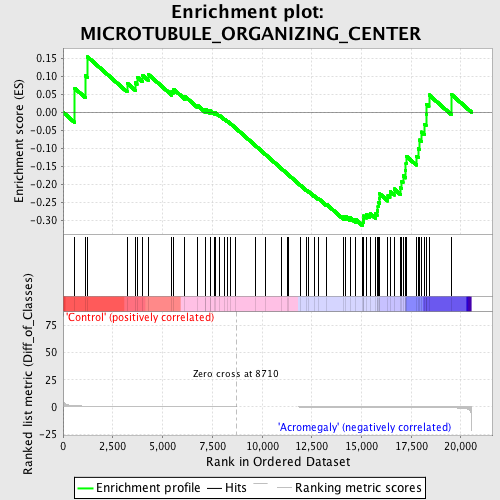 Enrichment plot:
MICROTUBULE_ORGANIZING_CENTER
Enrichment score (ES)
0.15
0.10
0.05
0.00
-0.05
-0.10
-0.15
-0.20
-0.25
-0.30
'Control' (positively correlated)
Ranked list metric (Diff_of_Classes)
75
50
25
0
-25
Zero cross at 8710
'Acromegaly' (negatively correlated)
0 2,500 5,000 7,500 10,000 12,500 15,000 17,500 20,000
Rank in Ordered Dataset
Enrichment profile Hits Ranking metric scores